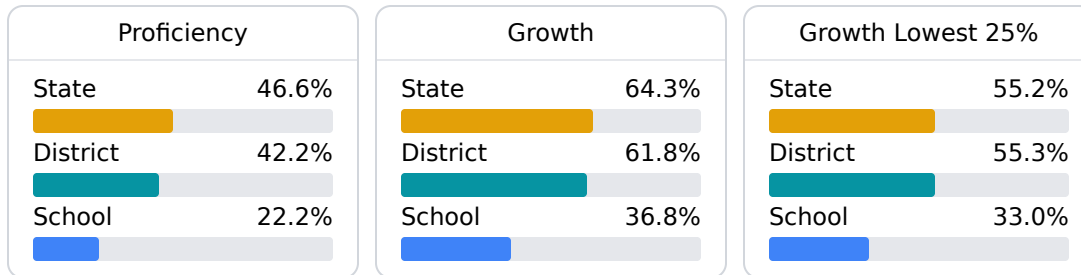 Proficiency
State 46.6%
District 42.2%
School 22.2%
Growth
State 64.3%
District 61.8%
School 36.8%
Growth Lowest 25%
State 55.2%
District 55.3%
School 33.0%